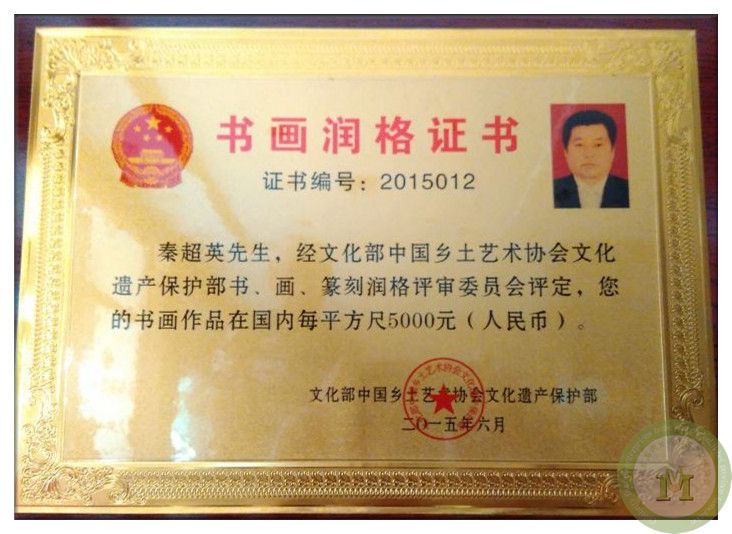 书画润格证书
证书编号：2015012
秦超英先生，经文化部中国乡土艺术协会文化
遗产保护部书、画、篆刻润格评审委员会评定，您
的书画作品在国内每平方尺5000元（人民币）。
文化部中国乡土艺术协会文化遗产保护部
二〇一五年六月
M